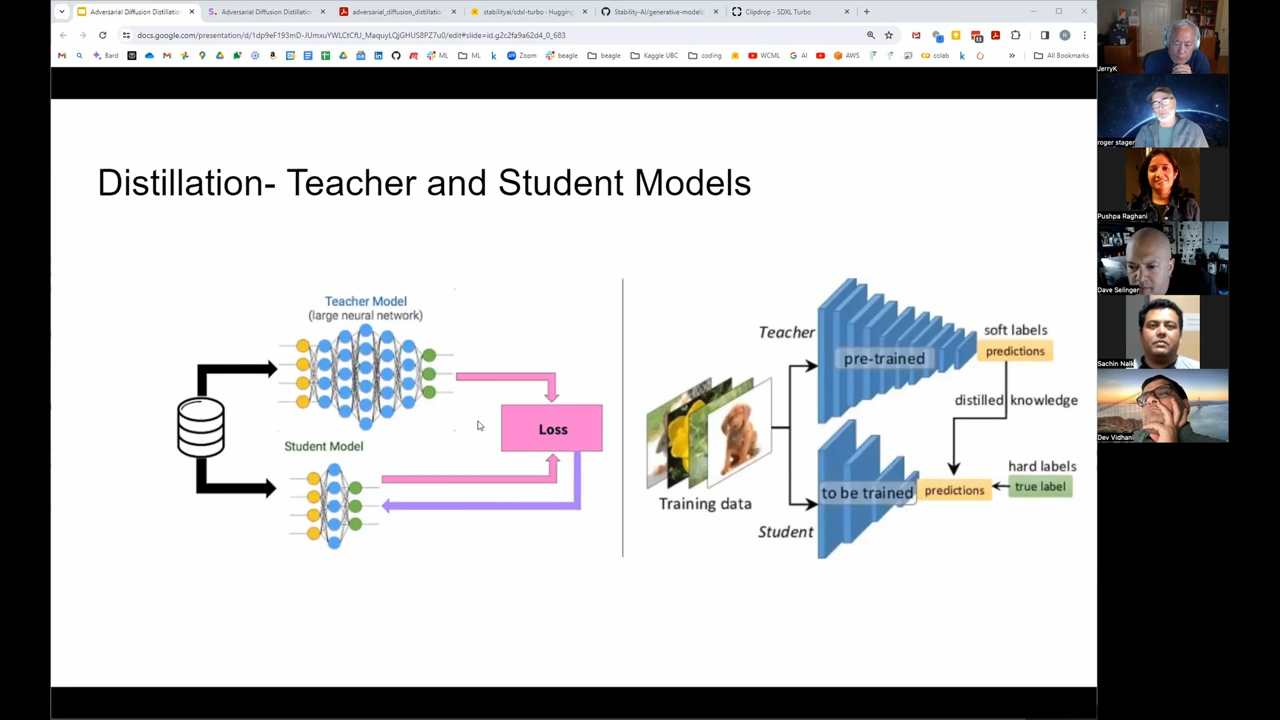 Adversarial Diffusion Distillatio
Adversarial Diffusion Distillation
adversarial_diffusion_distillatio
stabilityai/sdxl-turbo · Hugging
Stability-AI/generative-models
Clipdrop - SDXL Turbo
docs.google.com/presentation/d/1dp9eF193mD-JUmxuYWLCtCfU_MaquyLQjGHUS8PZ7u0/edit#slide=id.g2c2fa9a62d4_0_683
Bard
ML
ML
Zoom
beagle
beagle
Kaggle UBC
coding
WCML
AI
AWS
colab
All Bookmarks
Distillation- Teacher and Student Models
Teacher Model
(large neural network)
Student Model
Loss
Teacher
pre-trained
soft labels
predictions
distilled knowledge
Training data
to be trained
predictions
hard labels
true label
Student
JerryK
roger stager
Pushpa Raghani
Dave Selinger
Sachin Naik
Dev Vidhani